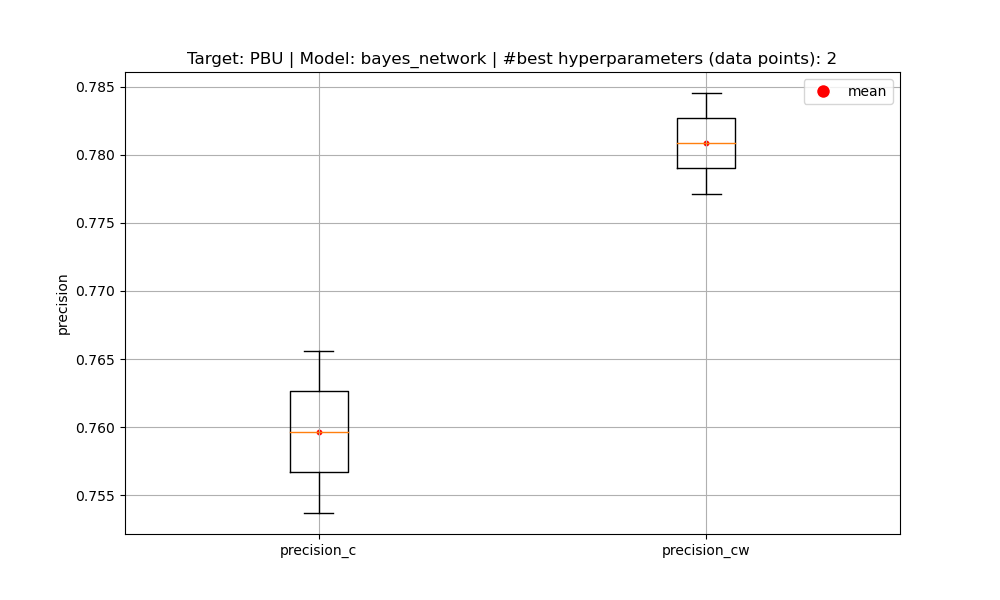 Target: PBU | Model: bayes_network | #best hyperparameters (data points): 2
mean
0.785
0.780
0.775
0.770
0.765
0.760
0.755
precision
precision_c
precision_cw